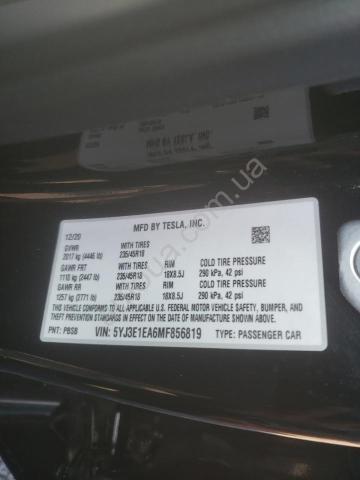 MFD BY TESLA, INC.
12/20
GVWR
2017 kg (4446 lb) WITH TIRES
235/45R18
GAWR FRT WITH TIRES RIM COLD TIRE PRESSURE
1110 kg (2447 lb) 235/45R18 18X8.5J 290 kPa, 42 psi
GAWR RR WITH TIRES RIM COLD TIRE PRESSURE
1257 kg (2771 lb) 235/45R18 18X8.5J 290 kPa, 42 psi
THIS VEHICLE CONFORMS TO ALL APPLICABLE U.S. FEDERAL MOTOR VEHICLE SAFETY, BUMPER, AND
THEFT PREVENTION STANDARDS IN EFFECT ON THE DATE OF MANUFACTURE SHOWN ABOVE.
PNT: PBSB VIN: 5YJ3E1EA6MF856819 TYPE: PASSENGER CAR